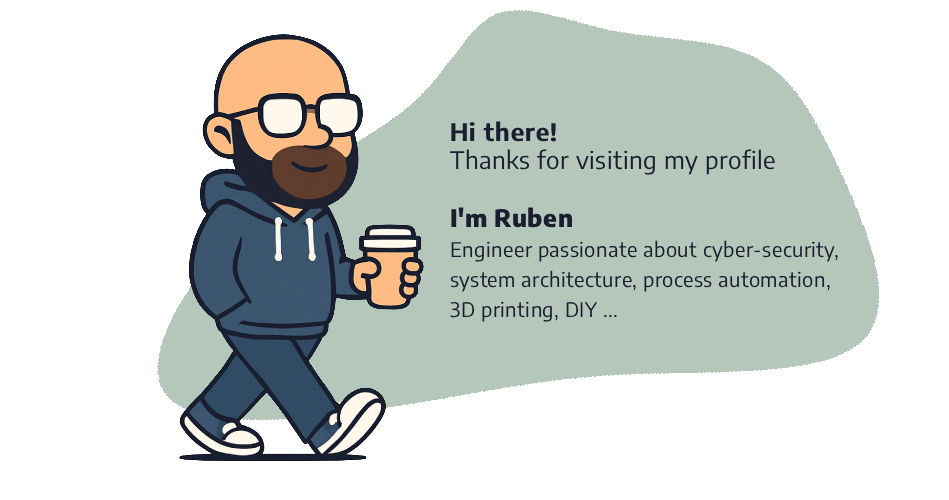 Hi there!
Thanks for visiting my profile
I'm Ruben
Engineer passionate about cyber-security,
system architecture, process automation,
3D printing, DIY ...